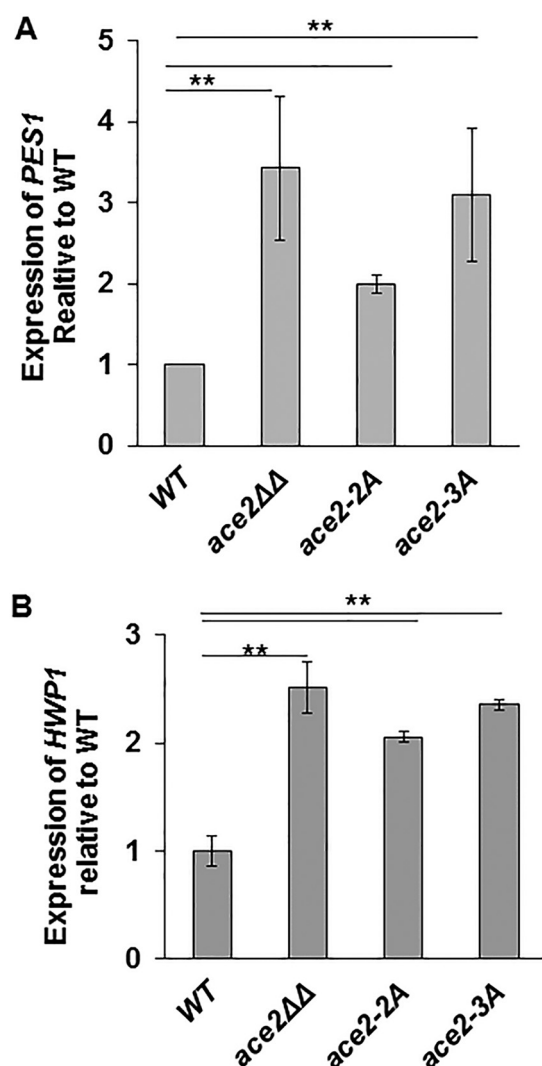 A
**
**
5
4
3
2
1
0
Expression of PES1
Realtive to WT
WT
ace2ΔΔ
ace2-2A
ace2-3A
B
**
**
3
2
1
0
Expression of HWP1
relative to WT
WT
ace2ΔΔ
ace2-2A
ace2-3A